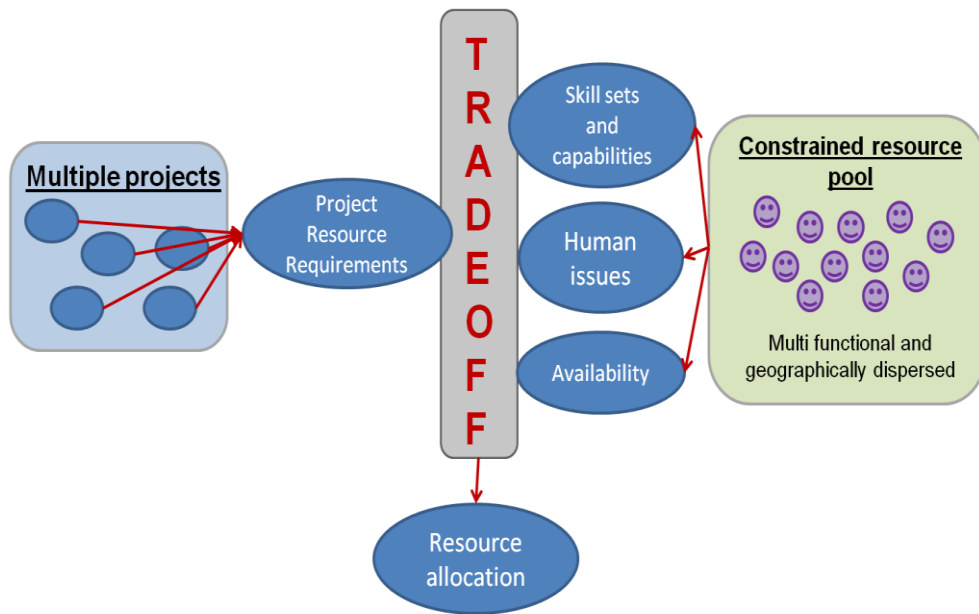 Multiple projects
Project
Resource
Requirements
TRADEOFF
Skill sets
and
capabilities
Human
issues
Availability
Constrained resource
pool
Multi functional and
geographically dispersed
Resource
allocation